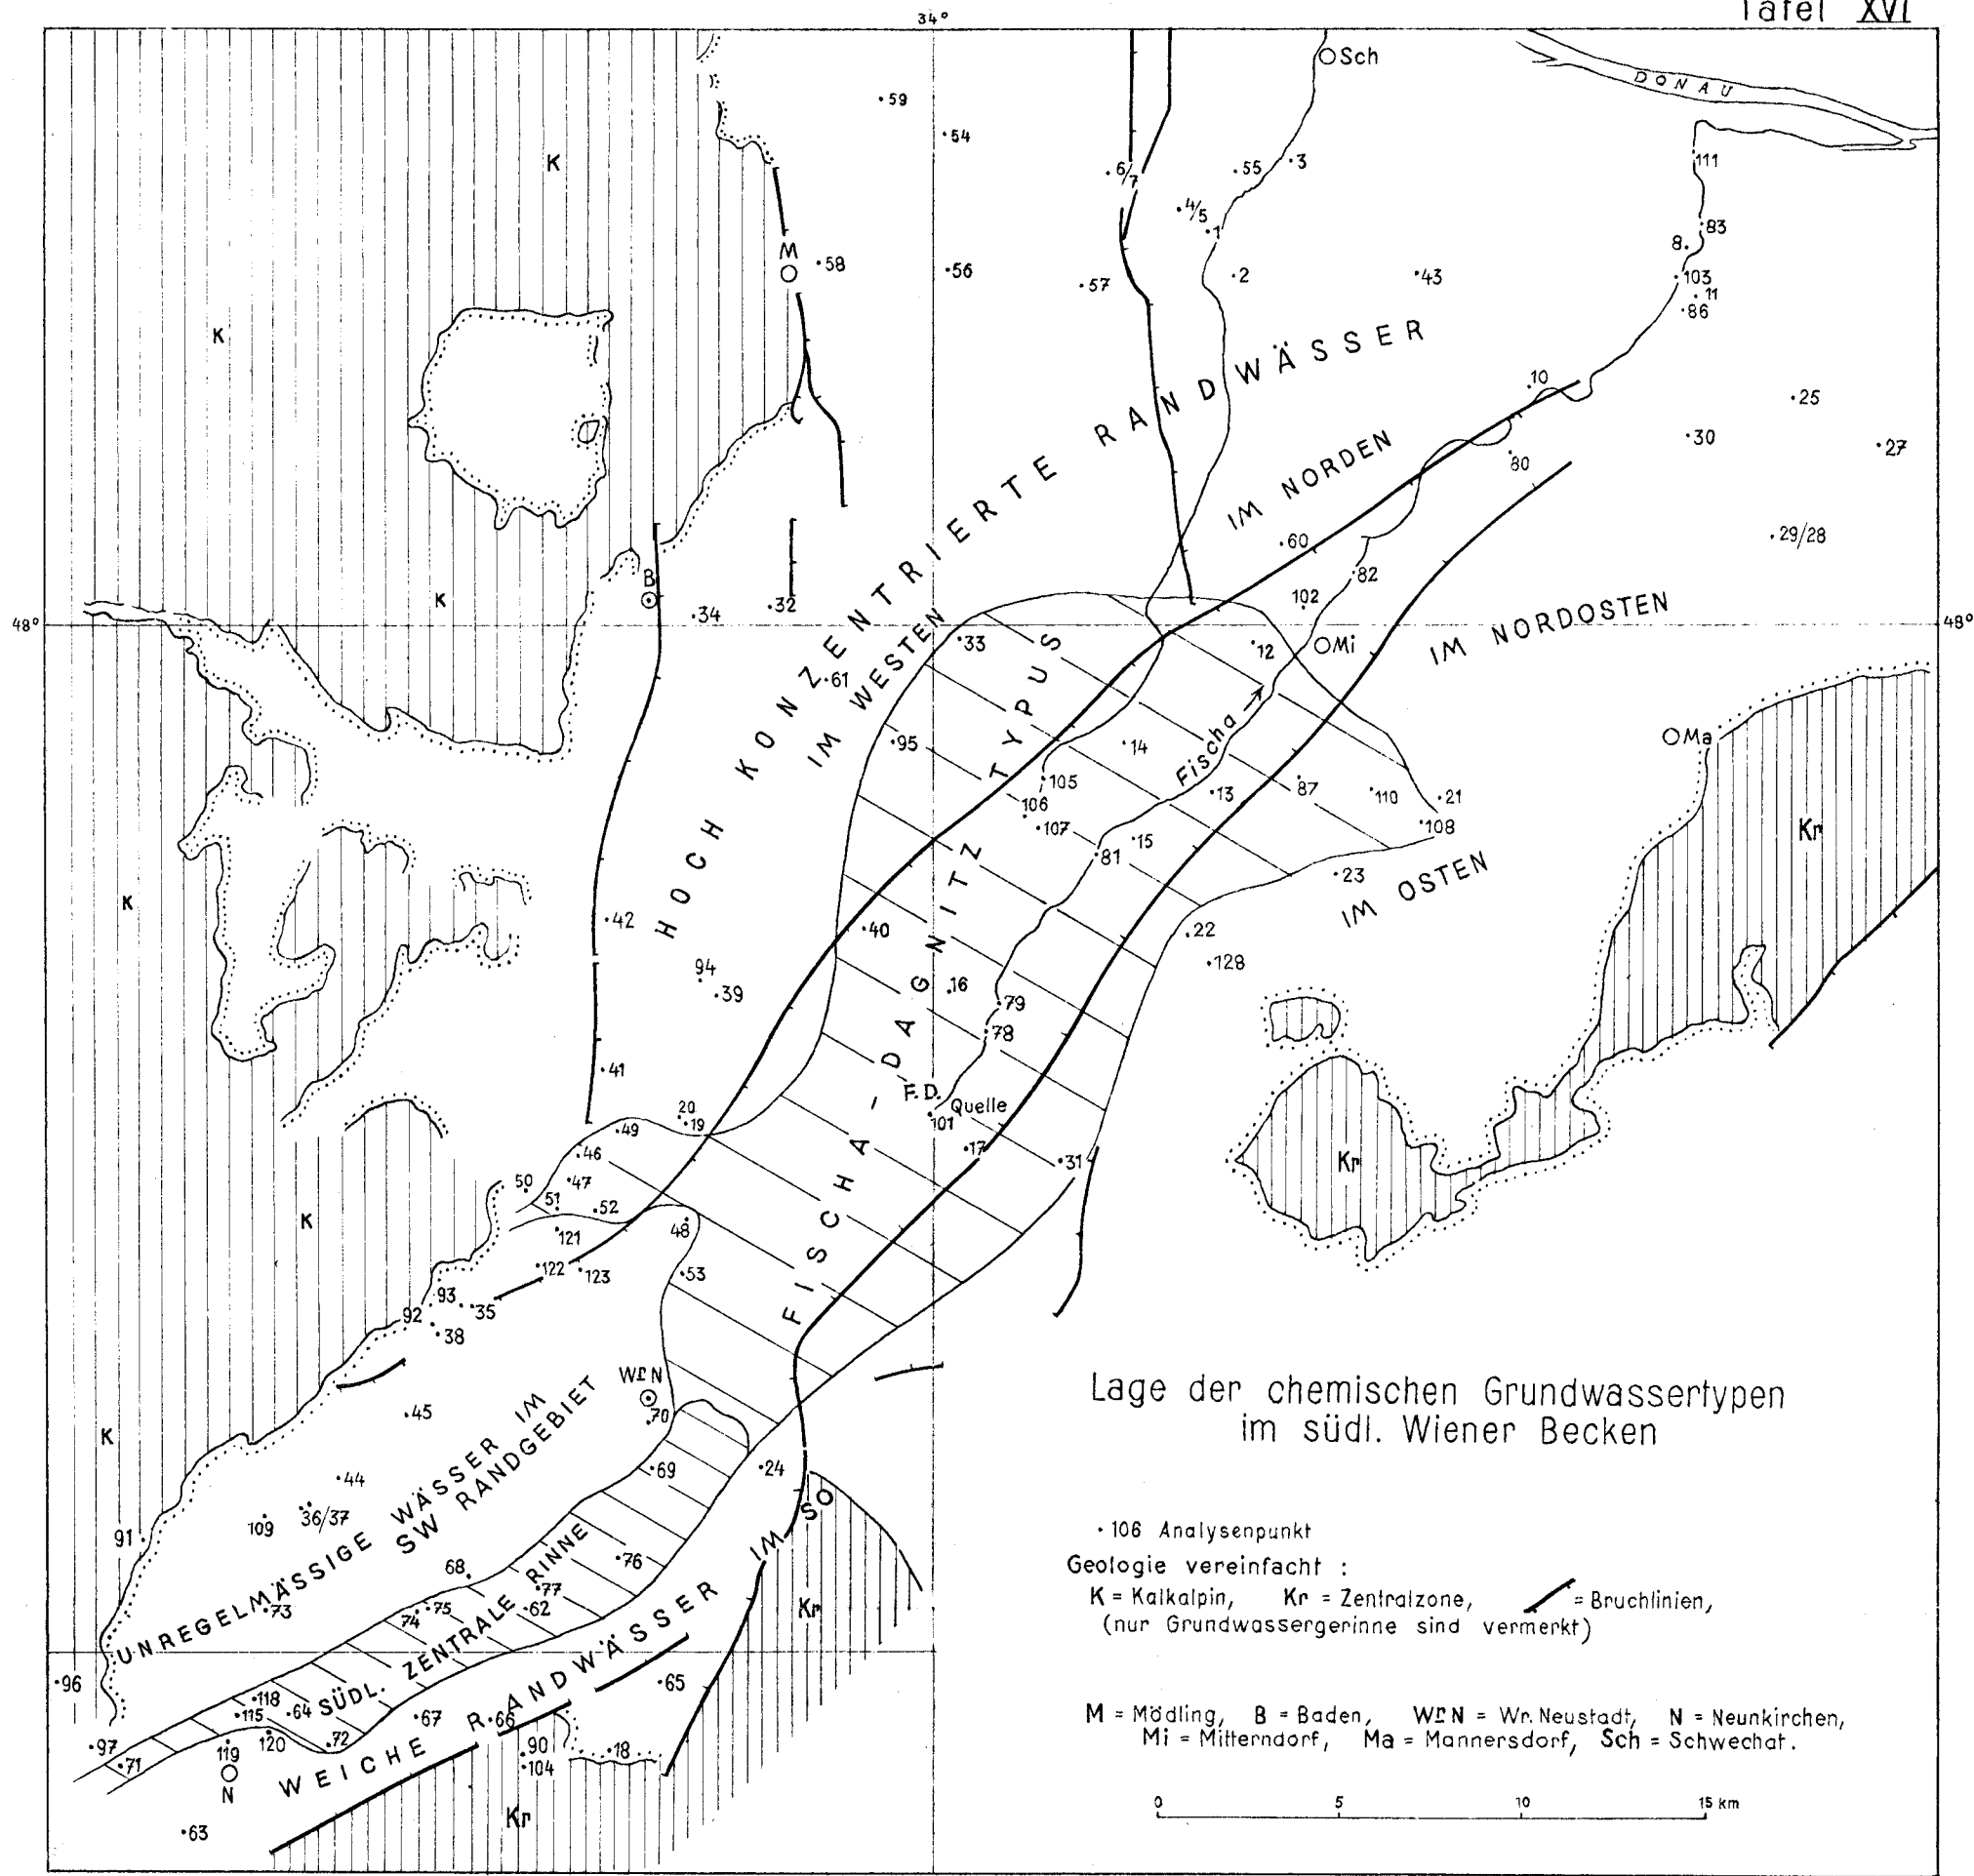 Tafel XVI
34°
Sch
DONAU
K
.59
.54
.6/7
.55
.3
111
.4/5
.1
.83
8.
M
.58
.56
.57
.2
.43
.103
.11
.86
K
HOCH KONZENTRIERTE RANDWÄSSER
IM NORDEN
.10
.25
.30
.27
.80
.29/28
.60
.82
102
B
K
.34
.32
48°
48°
.33
.12
Mi
IM NORDOSTEN
IM WESTEN
.61
FISCHA-DAGNITZ TYPUS
Fischa
.95
.14
Ma
.105
106
.107
.13
.87
.110
.21
.108
Kr
.15
.81
.23
IM OSTEN
K
.42
.40
.22
.128
94
.39
.16
.79
.78
.41
F.D. Quelle
101
20
.19
.49
.17
.31
Kr
.46
50
.47
51
.52
K
48
.121
.122
.123
.53
93
.35
92
.38
Wr N
.70
.45
K
UNREGELMÄSSIGE WÄSSER IM
SW RANDGEBIET
.44
36/37
109
91
.69
.24
IM SO
68
.76
.77
.62
.73
74
.75
SÜDL. ZENTRALE RINNE
Kr
WEICHE RANDWÄSSER
.96
.118
.115
.64
.67
.66
.65
.97
.71
119
120
.72
.90
.104
.18
N
Kr
.63
Lage der chemischen Grundwassertypen
im südl. Wiener Becken
. 106 Analysenpunkt
Geologie vereinfacht :
K = Kalkalpin, Kr = Zentralzone, = Bruchlinien,
(nur Grundwassergerinne sind vermerkt)
M = Mödling, B = Baden, Wr N = Wr. Neustadt, N = Neunkirchen,
Mi = Mitterndorf, Ma = Mannersdorf, Sch = Schwechat.
0 5 10 15 km